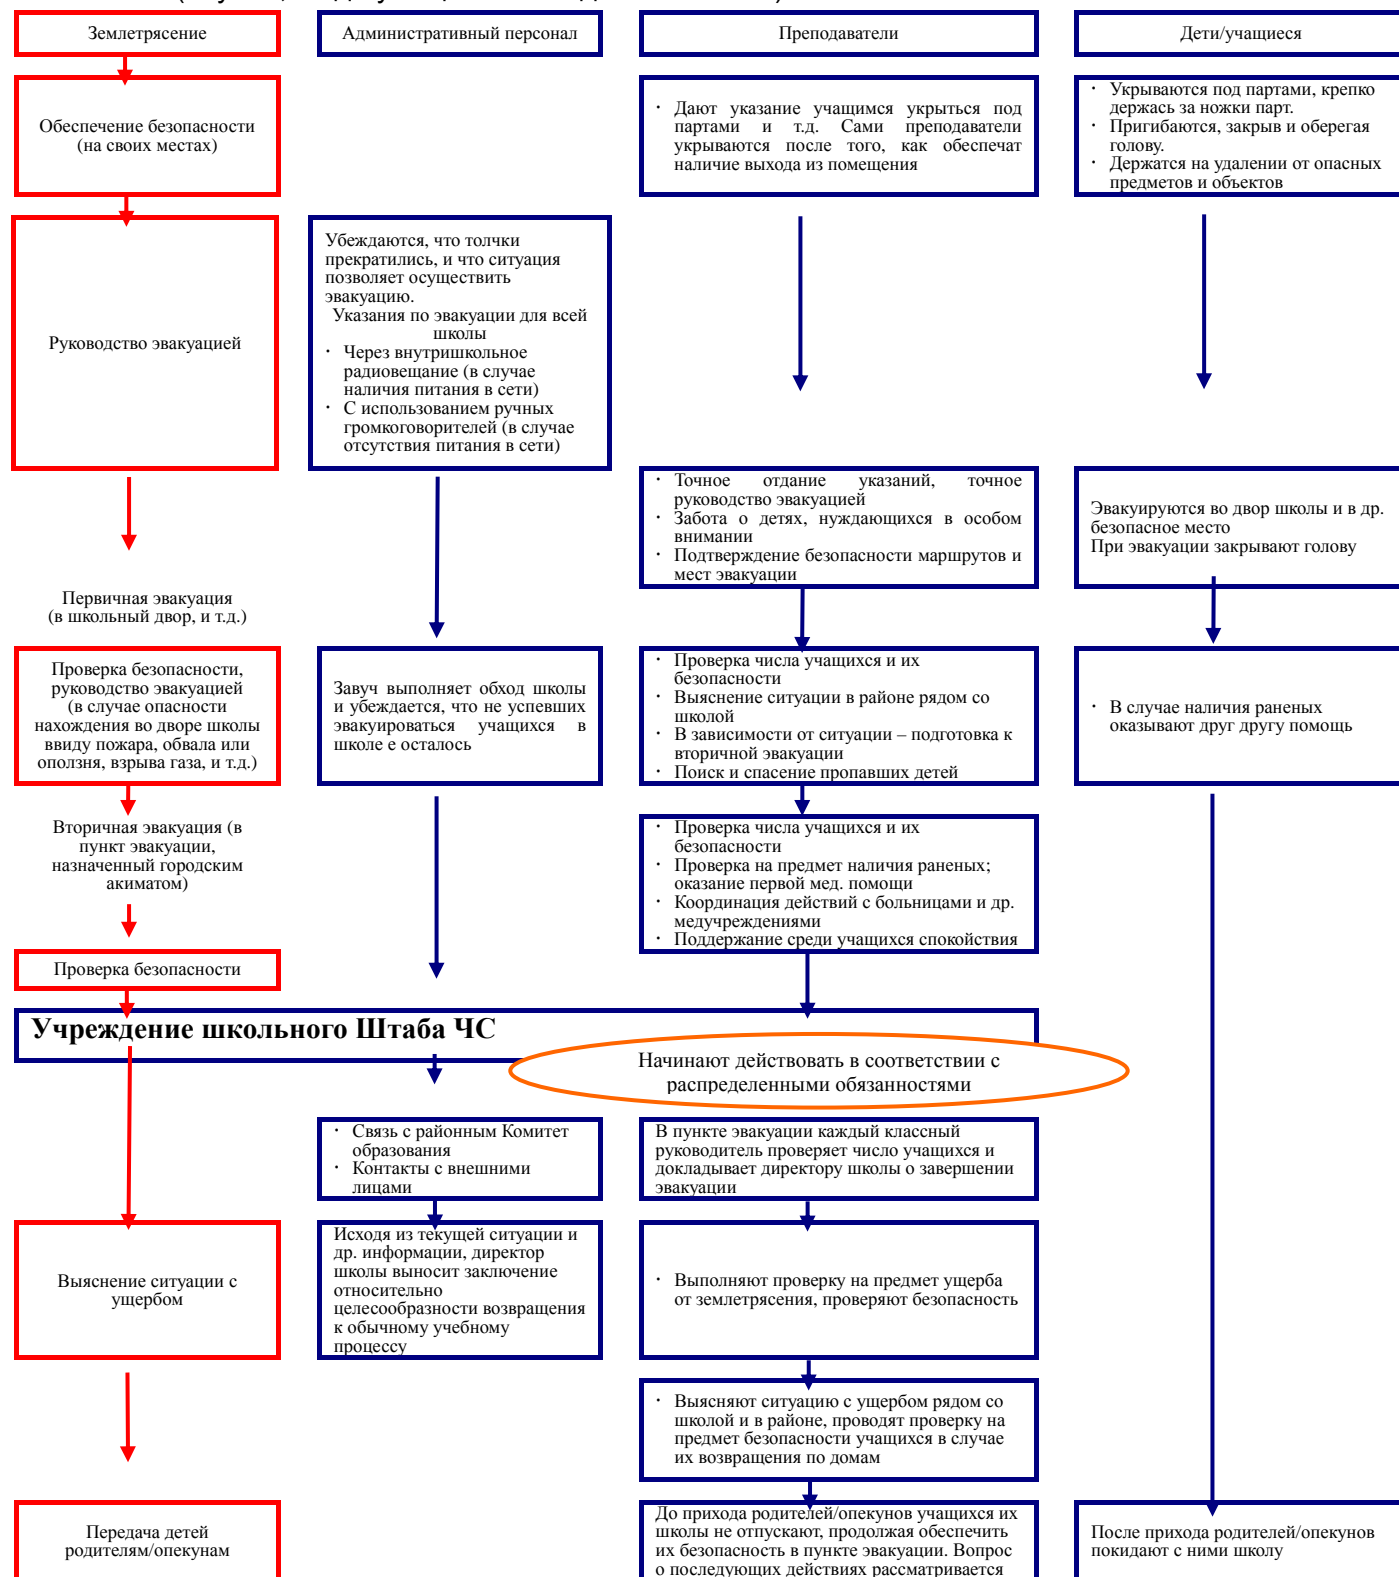 Землетрясение
Административный персонал
Преподаватели
Дети/учащиеся
Обеспечение безопасности
(на своих местах)
· Дают указание учащимся укрыться под
партами и т.д. Сами преподаватели
укрываются после того, как обеспечат
наличие выхода из помещения
· Укрываются под партами, крепко
держась за ножки парт.
· Пригибаются, закрыв и оберегая
голову.
· Держатся на удалении от опасных
предметов и объектов
Руководство эвакуацией
Убеждаются, что толчки
прекратились, и что ситуация
позволяет осуществить
эвакуацию.
Указания по эвакуации для всей
школы
· Через внутришкольное
радиовещание (в случае
наличия питания в сети)
· С использованием ручных
громкоговорителей (в случае
отсутствия питания в сети)
· Точное отдание указаний, точное
руководство эвакуацией
· Забота о детях, нуждающихся в особом
внимании
· Подтверждение безопасности маршрутов и
мест эвакуации
Эвакуируются во двор школы и в др.
безопасное место
При эвакуации закрывают голову
Первичная эвакуация
(в школьный двор, и т.д.)
Проверка безопасности,
руководство эвакуацией
(в случае опасности
нахождения во дворе школы
ввиду пожара, обвала или
оползня, взрыва газа, и т.д.)
Завуч выполняет обход школы
и убеждается, что не успевших
эвакуироваться учащихся в
школе е осталось
· Проверка числа учащихся и их
безопасности
· Выяснение ситуации в районе рядом со
школой
· В зависимости от ситуации – подготовка к
вторичной эвакуации
· Поиск и спасение пропавших детей
· В случае наличия раненых
оказывают друг другу помощь
Вторичная эвакуация (в
пункт эвакуации,
назначенный городским
акиматом)
· Проверка числа учащихся и их
безопасности
· Проверка на предмет наличия раненых;
оказание первой мед. помощи
· Координация действий с больницами и др.
медучреждениями
· Поддержание среди учащихся спокойствия
Проверка безопасности
Учреждение школьного Штаба ЧС
Начинают действовать в соответствии с
распределенными обязанностями
· Связь с районным Комитет
образования
· Контакты с внешними
лицами
В пункте эвакуации каждый классный
руководитель проверяет число учащихся и
докладывает директору школы о завершении
эвакуации
Выяснение ситуации с
ущербом
Исходя из текущей ситуации и
др. информации, директор
школы выносит заключение
относительно
целесообразности возвращения
к обычному учебному
процессу
· Выполняют проверку на предмет ущерба
от землетрясения, проверяют безопасность
· Выясняют ситуацию с ущербом рядом со
школой и в районе, проводят проверку на
предмет безопасности учащихся в случае
их возвращения по домам
Передача детей
родителям/опекунам
До прихода родителей/опекунов учащихся их
школы не отпускают, продолжая обеспечить
их безопасность в пункте эвакуации. Вопрос
о последующих действиях рассматривается
После прихода родителей/опекунов
покидают с ними школу